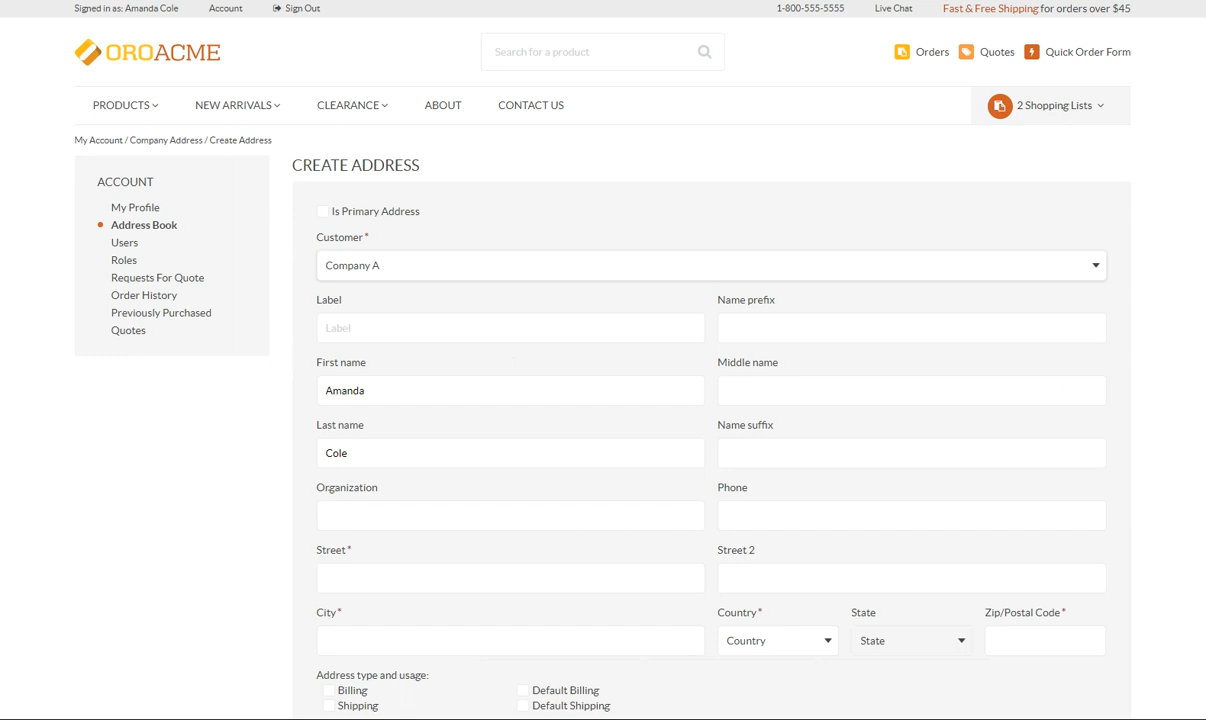 Signed in as: Amanda Cole Account Sign Out 1-800-555-5555 Live Chat Fast & Free Shipping for orders over $45
OROACME Search for a product Orders Quotes Quick Order Form
PRODUCTS NEW ARRIVALS CLEARANCE ABOUT CONTACT US 2 Shopping Lists
My Account / Company Address / Create Address
ACCOUNT
My Profile
Address Book
Users
Roles
Requests For Quote
Order History
Previously Purchased
Quotes
CREATE ADDRESS
Is Primary Address
Customer*
Company A
Label Name prefix
Label
First name Middle name
Amanda
Last name Name suffix
Cole
Organization Phone
Street* Street 2
City* Country* State Zip/Postal Code*
Country State
Address type and usage:
Billing Default Billing
Shipping Default Shipping